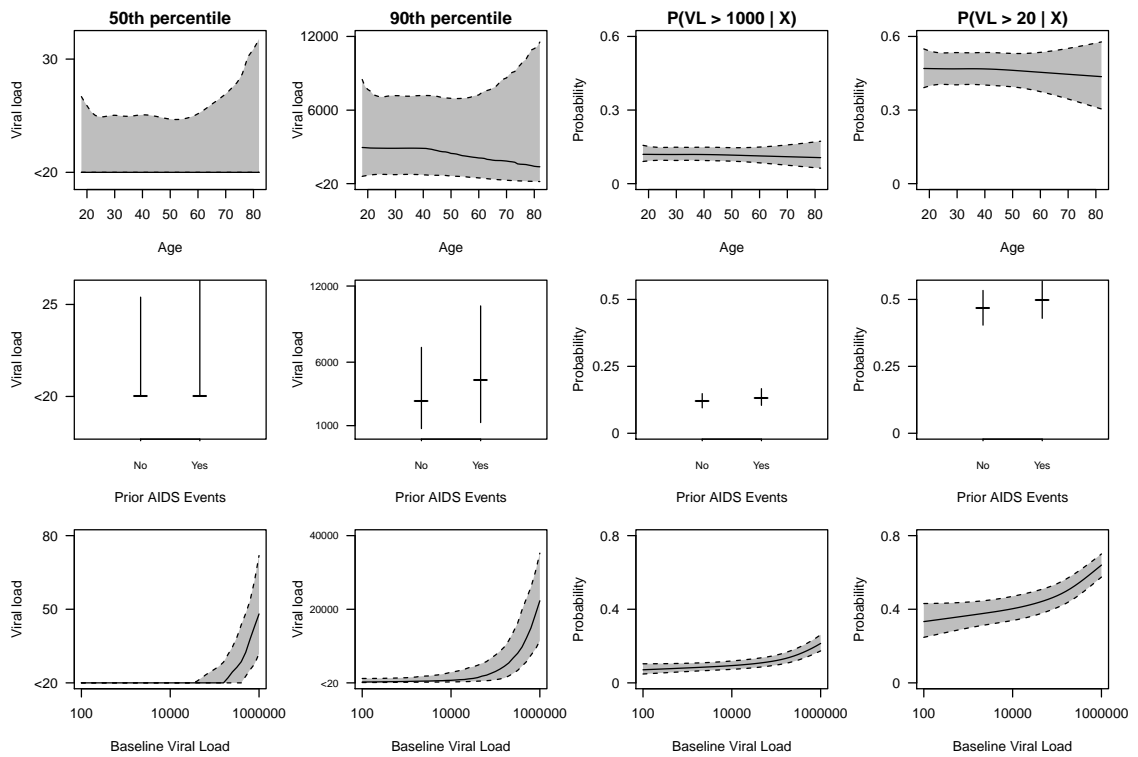 50th percentile
30
<20
Viral load
20 30 40 50 60 70 80
Age
90th percentile
12000
6000
<20
Viral load
20 30 40 50 60 70 80
Age
P(VL > 1000 | X)
0.6
0.3
0
Probability
20 30 40 50 60 70 80
Age
P(VL > 20 | X)
0.6
0.3
0
Probability
20 30 40 50 60 70 80
Age
25
<20
Viral load
No Yes
Prior AIDS Events
12000
6000
1000
Viral load
No Yes
Prior AIDS Events
0.5
0.25
0
Probability
No Yes
Prior AIDS Events
0.5
0.25
0
Probability
No Yes
Prior AIDS Events
80
50
<20
Viral load
100 10000 1000000
Baseline Viral Load
40000
20000
<20
Viral load
100 10000 1000000
Baseline Viral Load
0.8
0.4
0
Probability
100 10000 1000000
Baseline Viral Load
0.8
0.4
0
Probability
100 10000 1000000
Baseline Viral Load